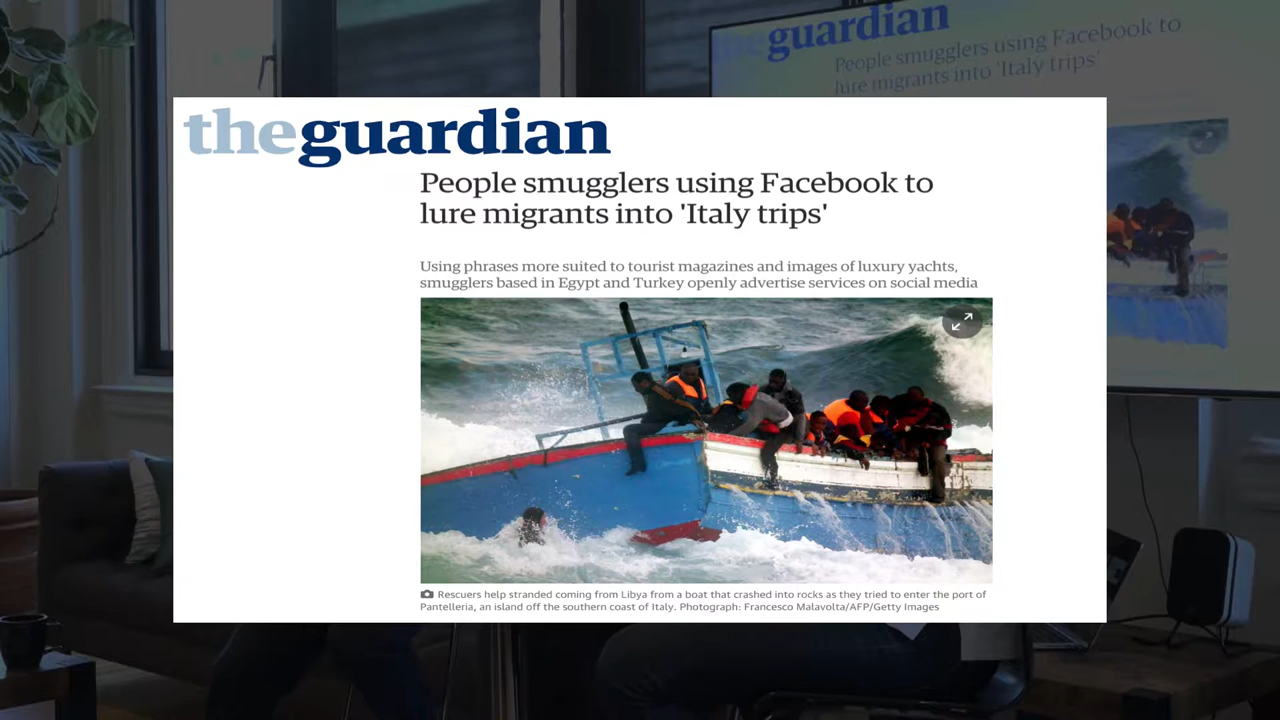 theguardian
People smugglers using Facebook to
lure migrants into 'Italy trips'
Using phrases more suited to tourist magazines and images of luxury yachts,
smugglers based in Egypt and Turkey openly advertise services on social media
Rescuers help stranded coming from Libya from a boat that crashed into rocks as they tried to enter the port of
Pantelleria, an island off the southern coast of Italy. Photograph: Francesco Malavolta/AFP/Getty Images
the guardian
People smugglers using Facebook to
lure migrants into 'Italy trips'